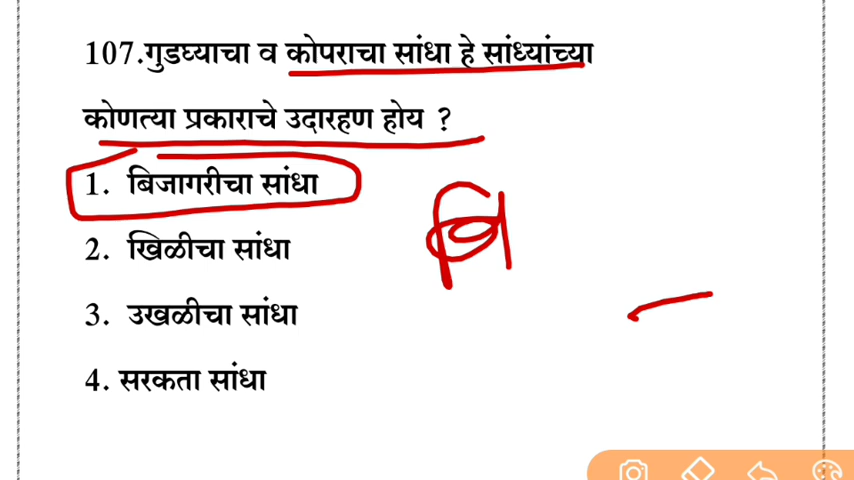 107.गुडघ्याचा व कोपराचा सांधा हे सांध्यांच्या
कोणत्या प्रकाराचे उदारहण होय ?
1. बिजागरीचा सांधा
2. खिळीचा सांधा
3. उखळीचा सांधा
4. सरकता सांधा
बि